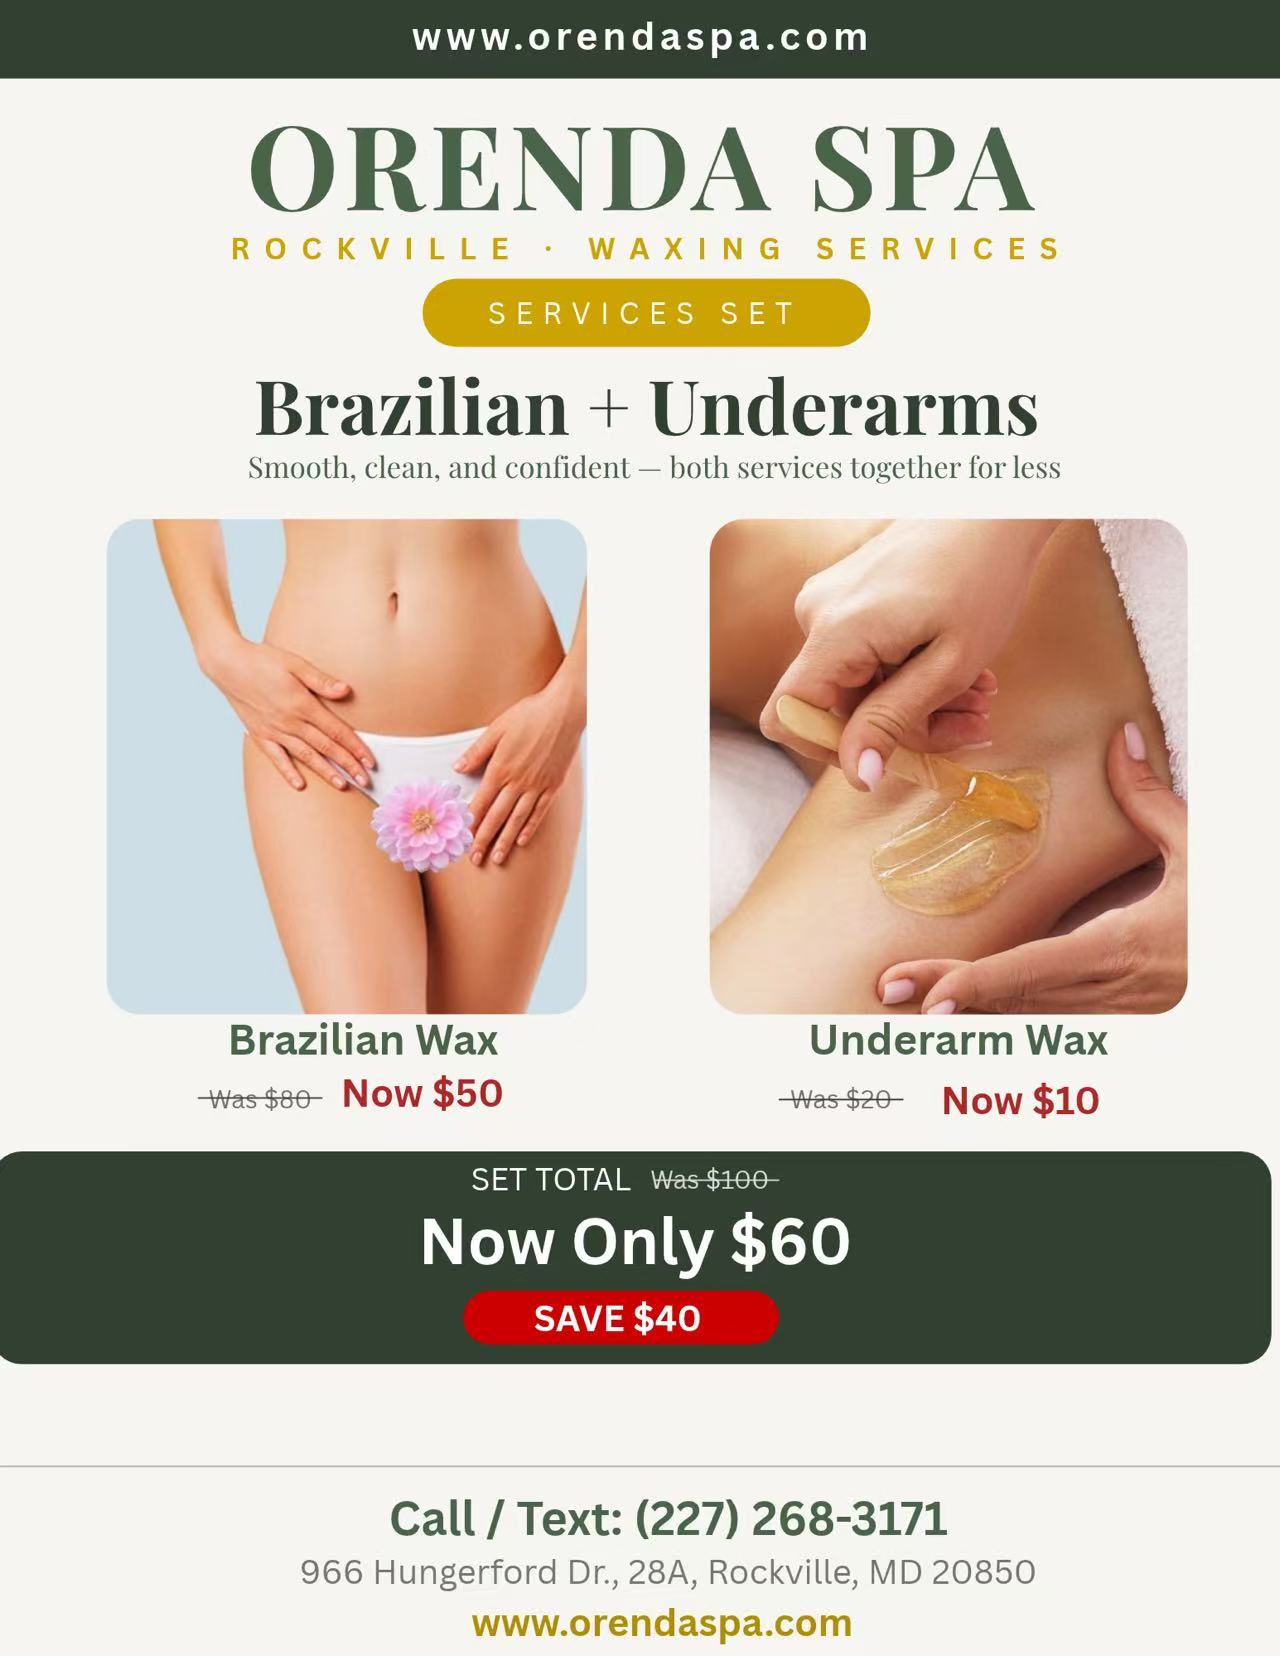 www.orendaspa.com
ORENDA SPA
ROCKVILLE · WAXING SERVICES
SERVICES SET
Brazilian + Underarms
Smooth, clean, and confident — both services together for less
Brazilian Wax
Was $80 Now $50
Underarm Wax
Was $20 Now $10
SET TOTAL Was $100
Now Only $60
SAVE $40
Call / Text: (227) 268-3171
966 Hungerford Dr., 28A, Rockville, MD 20850
www.orendaspa.com